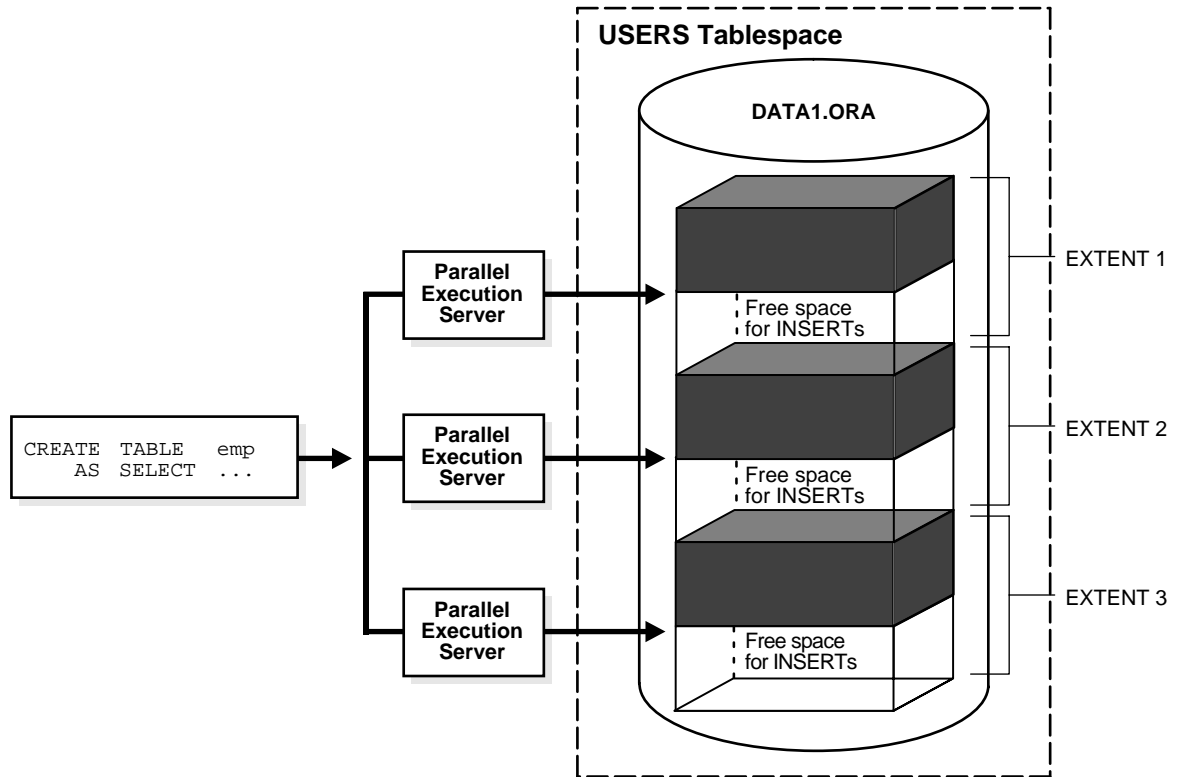 USERS Tablespace
DATA1.ORA
Parallel
Execution
Server
Free space
for INSERTs
EXTENT 1
CREATE TABLE emp
AS SELECT ...
Parallel
Execution
Server
Free space
for INSERTs
EXTENT 2
Parallel
Execution
Server
Free space
for INSERTs
EXTENT 3